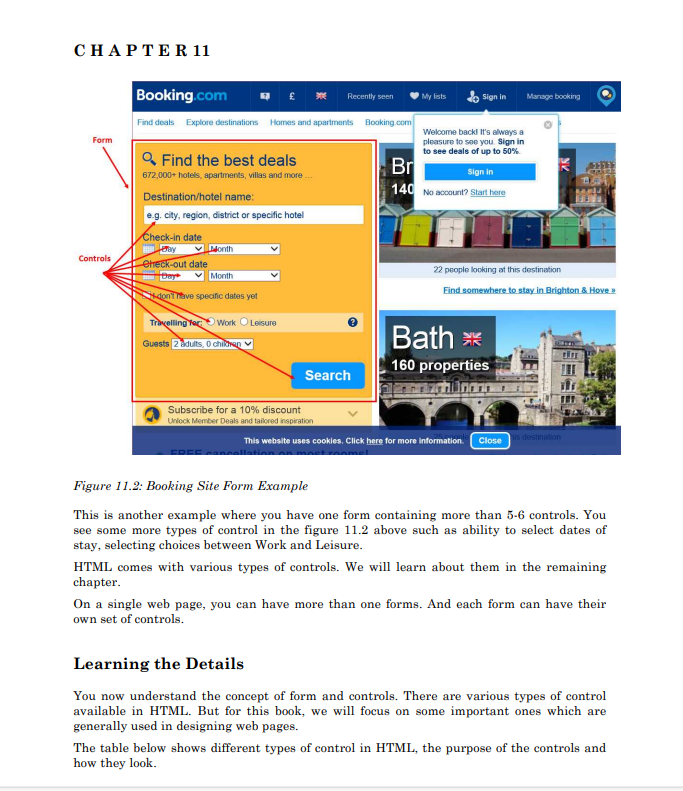 CHAPTER 11
Booking.com
£
Recently seen
My lists
Sign in
Manage booking
Find deals
Explore destinations
Homes and apartments
Booking.com
Welcome back! It's always a
pleasure to see you. Sign in
to see deals of up to 50%.
Sign in
No account? Start here
Form
Find the best deals
672,000+ hotels, apartments, villas and more ...
Destination/hotel name:
e.g. city, region, district or specific hotel
Check-in date
Day
Month
Check-out date
Day
Month
I don't have specific dates yet
Travelling for:
Work
Leisure
?
Guests
2 adults, 0 children
Search
Controls
Br
140
22 people looking at this destination
Find somewhere to stay in Brighton & Hove »
Bath
160 properties
Subscribe for a 10% discount
Unlock Member Deals and tailored inspiration
This website uses cookies. Click here for more information.
Close
destination
FREE cancellation on most rooms!
Figure 11.2: Booking Site Form Example
This is another example where you have one form containing more than 5-6 controls. You
see some more types of control in the figure 11.2 above such as ability to select dates of
stay, selecting choices between Work and Leisure.
HTML comes with various types of controls. We will learn about them in the remaining
chapter.
On a single web page, you can have more than one forms. And each form can have their
own set of controls.
Learning the Details
You now understand the concept of form and controls. There are various types of control
available in HTML. But for this book, we will focus on some important ones which are
generally used in designing web pages.
The table below shows different types of control in HTML, the purpose of the controls and
how they look.